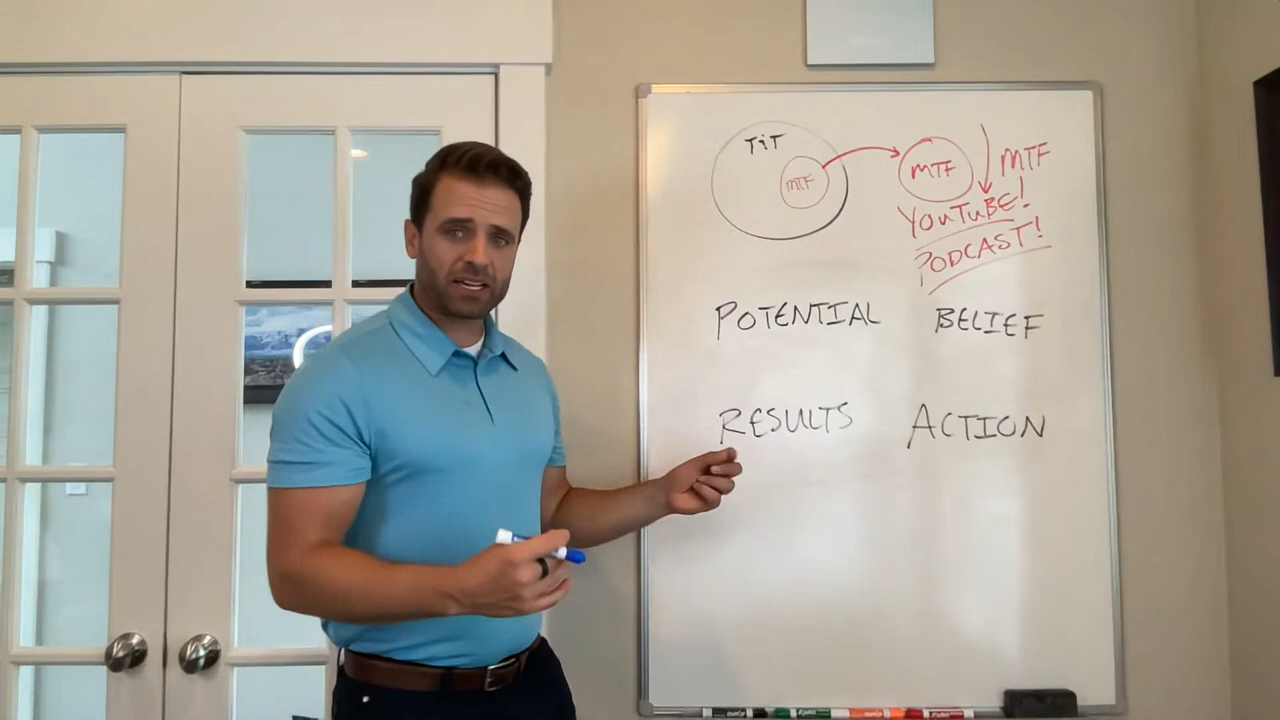 TiT
MTF
MTF
MTF
YOUTUBE!
PODCAST!
POTENTIAL BELIEF
RESULTS ACTION